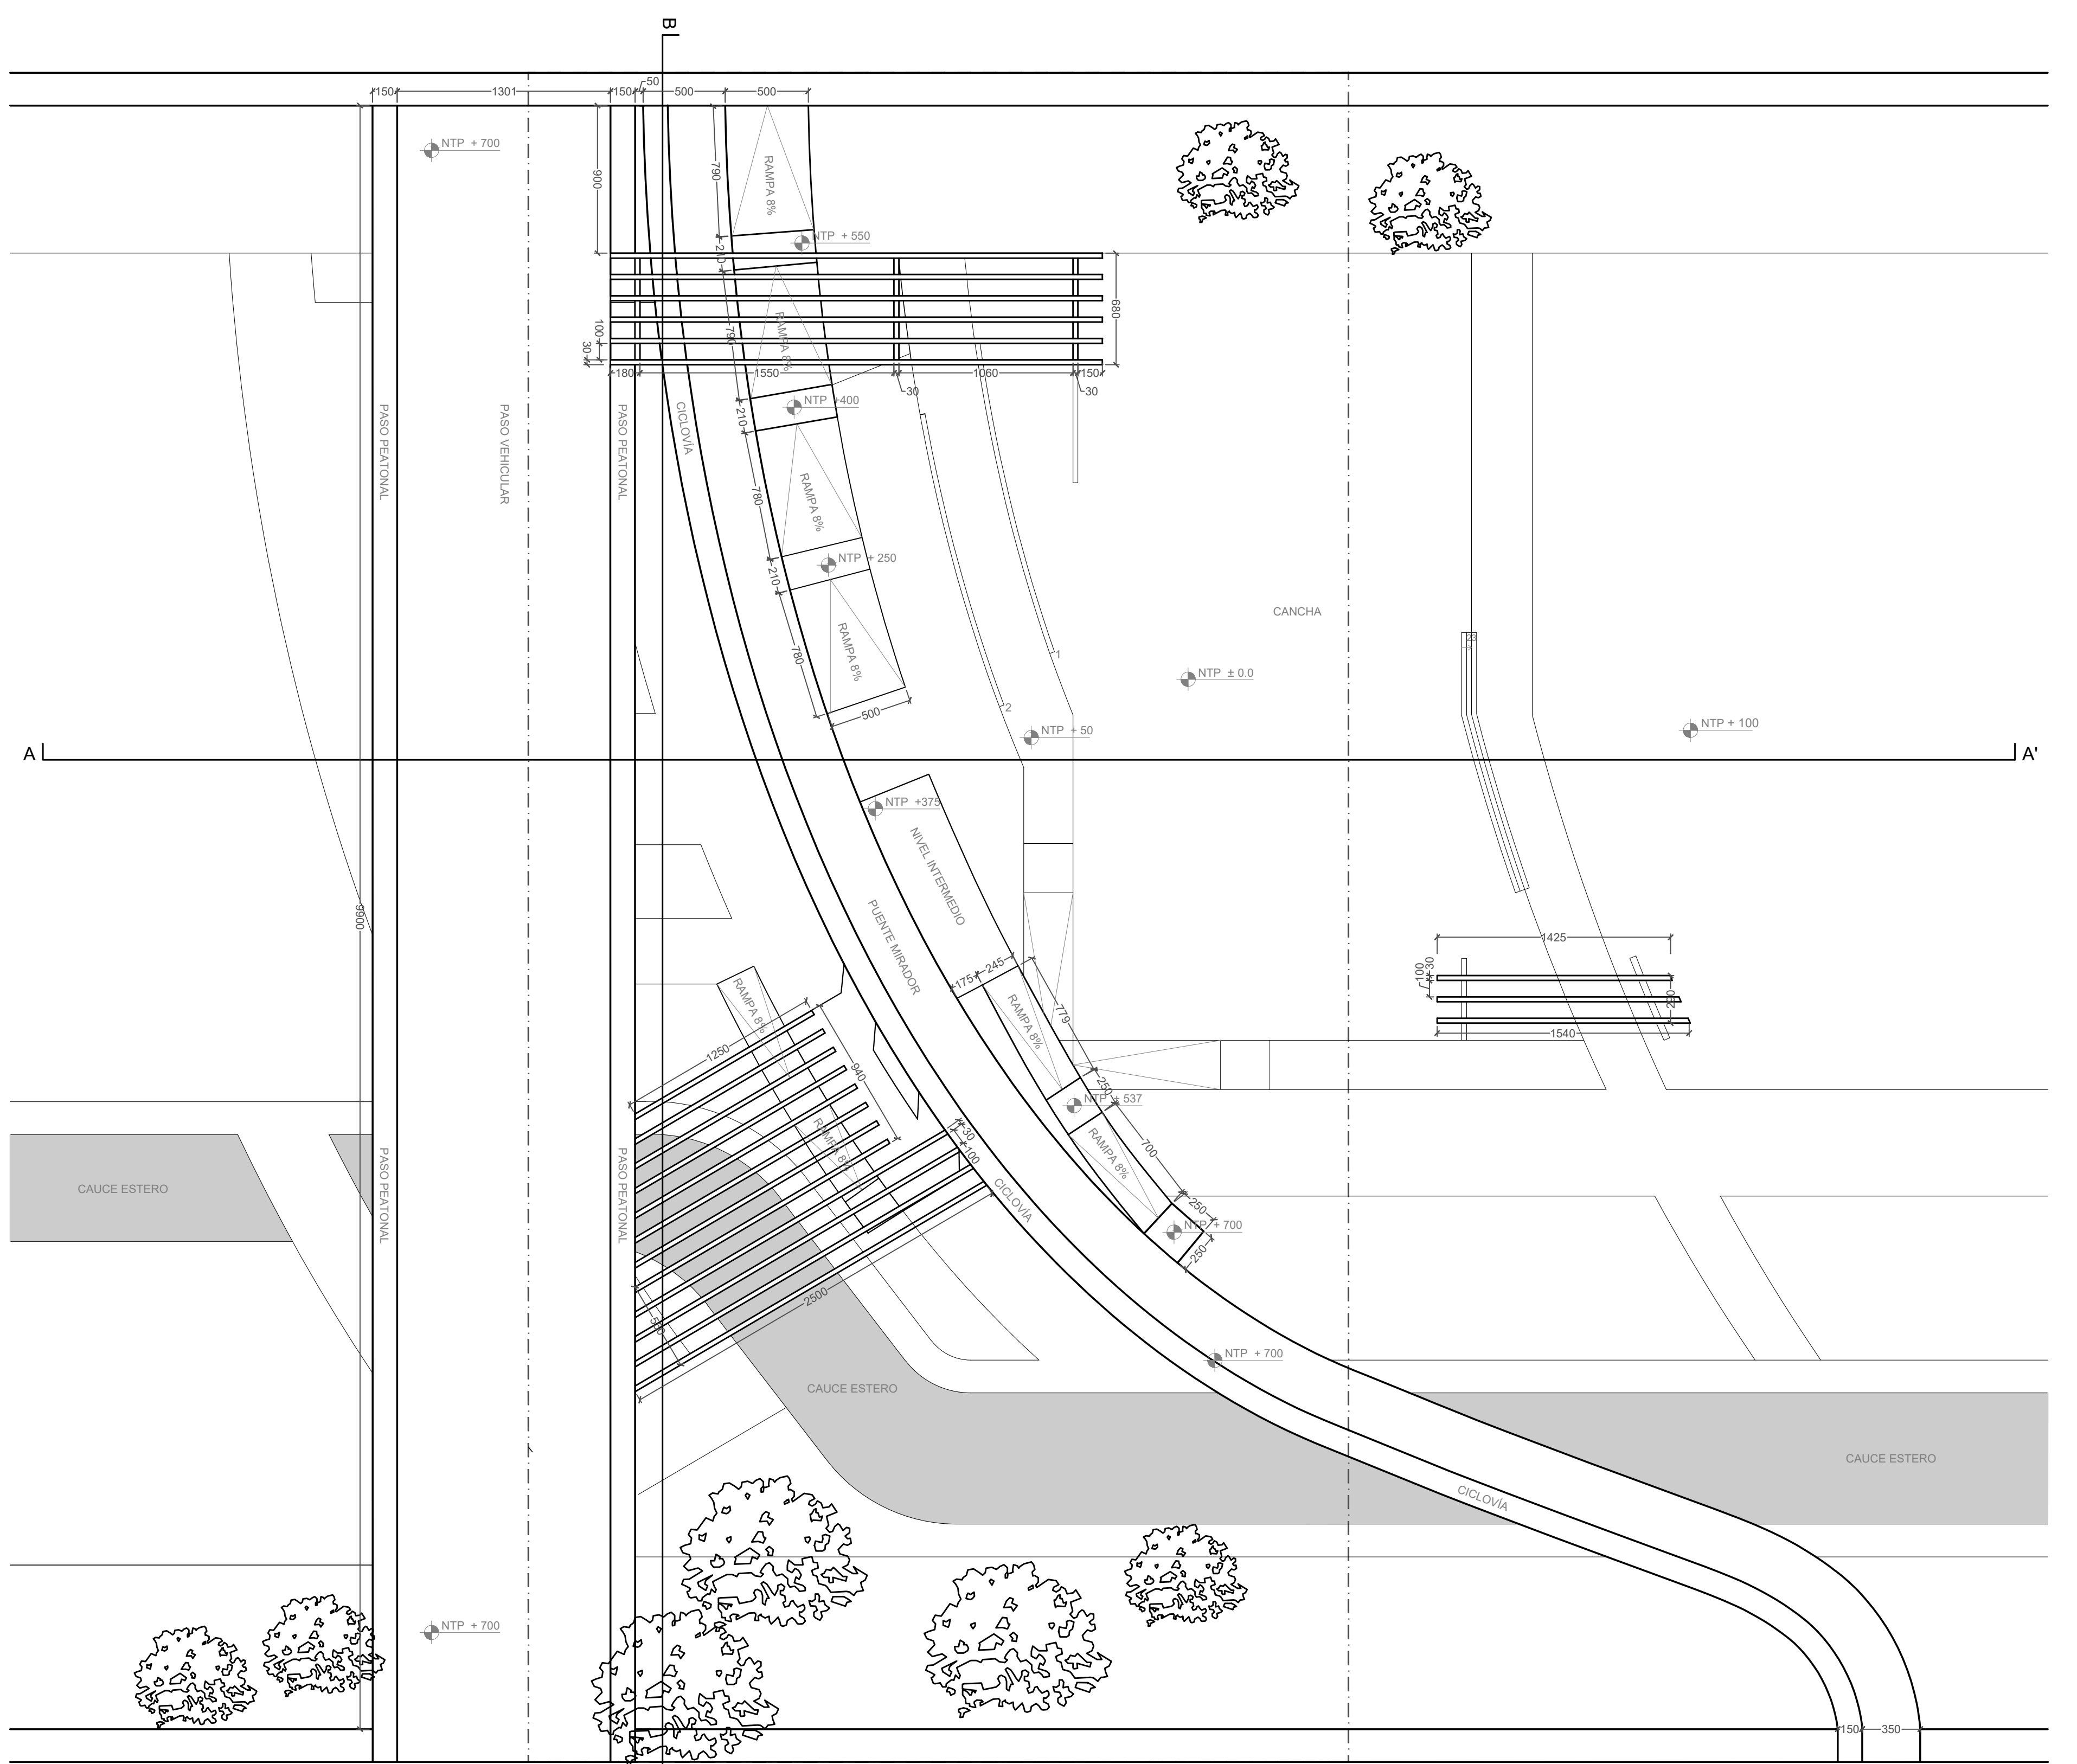 B
150
1301
150
50
500
500
NTP + 700
900
790
RAMPA 8%
NTP + 550
210
680
790
RAMPA 8%
100
30
180
1550
30
1060
150
30
NTP +400
210
PASO PEATONAL
PASO VEHICULAR
PASO PEATONAL
CICLOVÍA
780
RAMPA 8%
NTP + 250
210
CANCHA
RAMPA 8%
780
1
23
NTP ± 0.0
2
500
NTP + 50
NTP + 100
A
A'
NTP +375
NIVEL INTERMEDIO
9900
PUENTE MIRADOR
1425
175
245
100
30
290
RAMPA 8%
RAMPA 8%
779
1540
1250
940
250
NTP + 537
30
100
RAMPA 8%
RAMPA 8%
700
PASO PEATONAL
PASO PEATONAL
CAUCE ESTERO
CICLOVÍA
250
NTP + 700
250
2500
NTP + 700
CAUCE ESTERO
CAUCE ESTERO
CICLOVÍA
NTP + 700
150
350